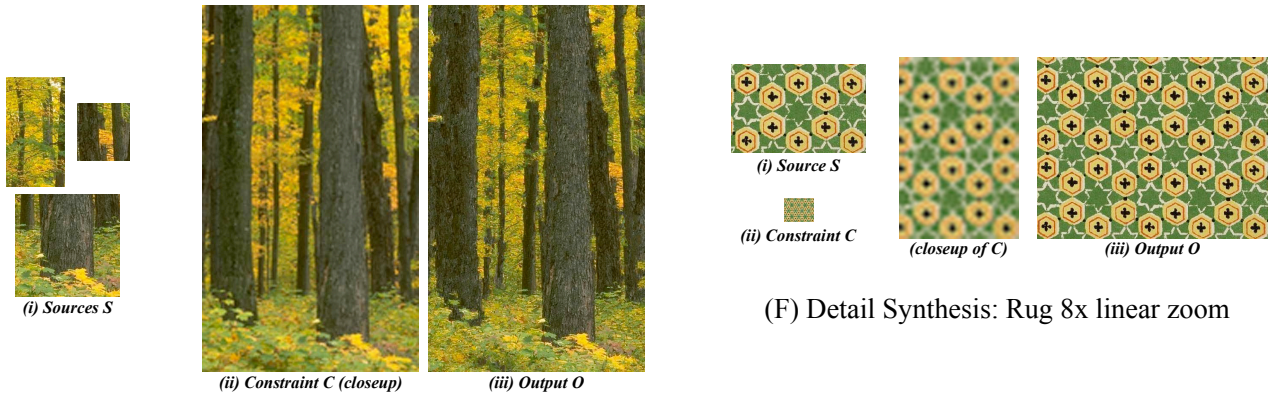 (i) Sources S
(ii) Constraint C (closeup)
(iii) Output O
(i) Source S
(ii) Constraint C
(closeup of C)
(iii) Output O
(F) Detail Synthesis: Rug 8x linear zoom